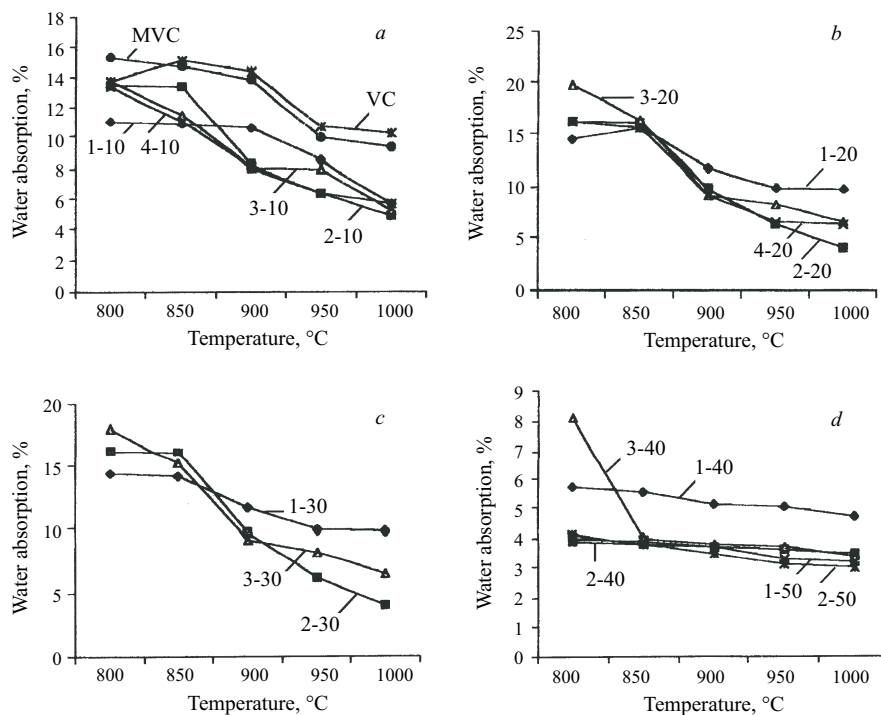 a
Water absorption, %
18
16
14
12
10
8
6
4
2
0
MVC
VC
1-10
4-10
3-10
2-10
800 850 900 950 1000
Temperature, °C
b
Water absorption, %
25
20
15
10
5
0
3-20
1-20
4-20
2-20
800 850 900 950 1000
Temperature, °C
c
Water absorption, %
20
15
10
5
0
1-30
3-30
2-30
800 850 900 950 1000
Temperature, °C
d
Water absorption, %
9
8
7
6
5
4
3
2
1
0
3-40
1-40
2-40
1-50
2-50
800 850 900 950 1000
Temperature, °C